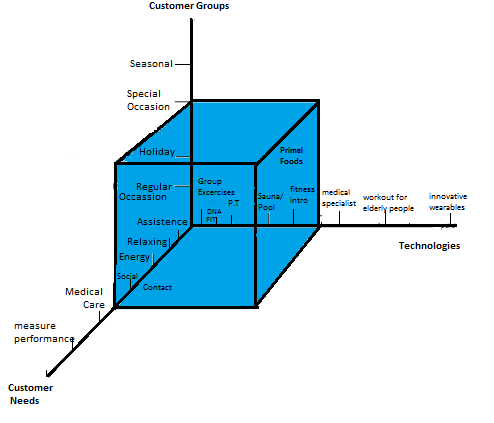 Customer Groups
Seasonal
Special
Occasion
Holiday
Primal
Foods
Regular
Occassion
Group
Excercises
P.T
DNA
FIT
Sauna/
Pool
fitness
intro
medical
specialist
workout for
elderly people
innovative
wearables
Assistence
Technologies
Relaxing
Energy
Social
Contact
Medical
Care
measure
performance
Customer
Needs